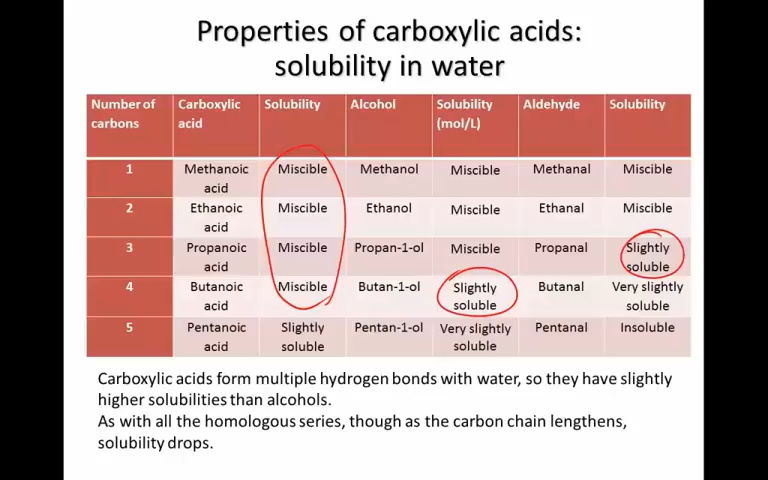 Properties of carboxylic acids:
solubility in water
Number of carbons Carboxylic acid Solubility Alcohol Solubility (mol/L) Aldehyde Solubility
1 Methanoic acid Miscible Methanol Miscible Methanal Miscible
2 Ethanoic acid Miscible Ethanol Miscible Ethanal Miscible
3 Propanoic acid Miscible Propan-1-ol Miscible Propanal Slightly soluble
4 Butanoic acid Miscible Butan-1-ol Slightly soluble Butanal Very slightly soluble
5 Pentanoic acid Slightly soluble Pentan-1-ol Very slightly soluble Pentanal Insoluble
Carboxylic acids form multiple hydrogen bonds with water, so they have slightly
higher solubilities than alcohols.
As with all the homologous series, though as the carbon chain lengthens,
solubility drops.